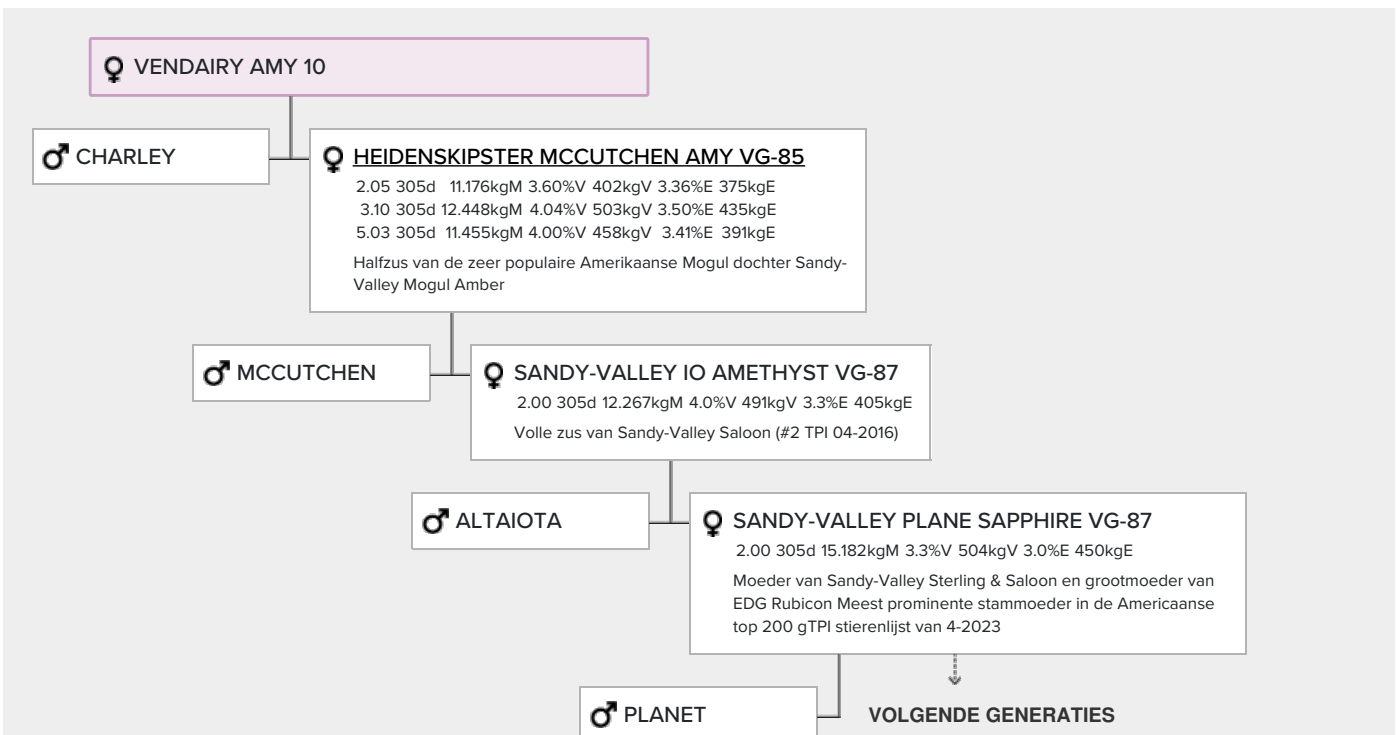 VENDAIRY AMY 10
CHARLEY
HEIDENSKIPSTER MCCUTCHEN AMY VG-85
2.05 305d 11.176kgM 3.60%V 402kgV 3.36%E 375kgE
3.10 305d 12.448kgM 4.04%V 503kgV 3.50%E 435kgE
5.03 305d 11.455kgM 4.00%V 458kgV 3.41%E 391kgE
Halfzus van de zeer populaire Amerikaanse Mogul dochter Sandy-
Valley Mogul Amber
MCCUTCHEN
SANDY-VALLEY IO AMETHYST VG-87
2.00 305d 12.267kgM 4.0%V 491kgV 3.3%E 405kgE
Volle zus van Sandy-Valley Saloon (#2 TPI 04-2016)
ALTAIOTA
SANDY-VALLEY PLANE SAPPHIRE VG-87
2.00 305d 15.182kgM 3.3%V 504kgV 3.0%E 450kgE
Moeder van Sandy-Valley Sterling & Saloon en grootmoeder van
EDG Rubicon Meest prominente stammoeder in de Americaanse
top 200 gTPI stierenlijst van 4-2023
PLANET
VOLGENDE GENERATIES